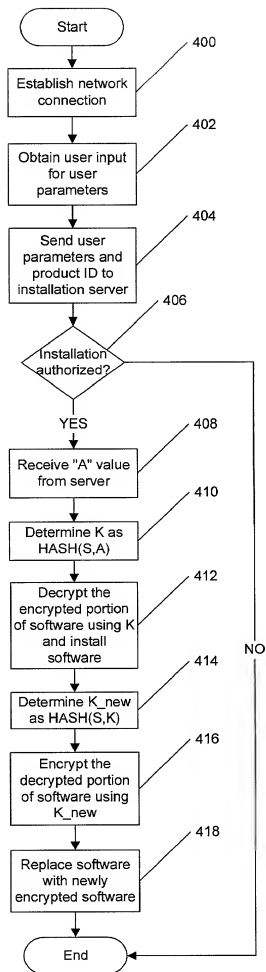 Start
400
Establish network
connection
402
Obtain user input
for user
parameters
404
Send user
parameters and
product ID to
installation server
406
Installation
authorized?
YES
408
Receive "A" value
from server
410
Determine K as
HASH(S,A)
412
Decrypt the
encrypted portion
of software using K
and install
software
NO
414
Determine K_new
as HASH(S,K)
416
Encrypt the
decrypted portion
of software using
K_new
418
Replace software
with newly
encrypted software
End